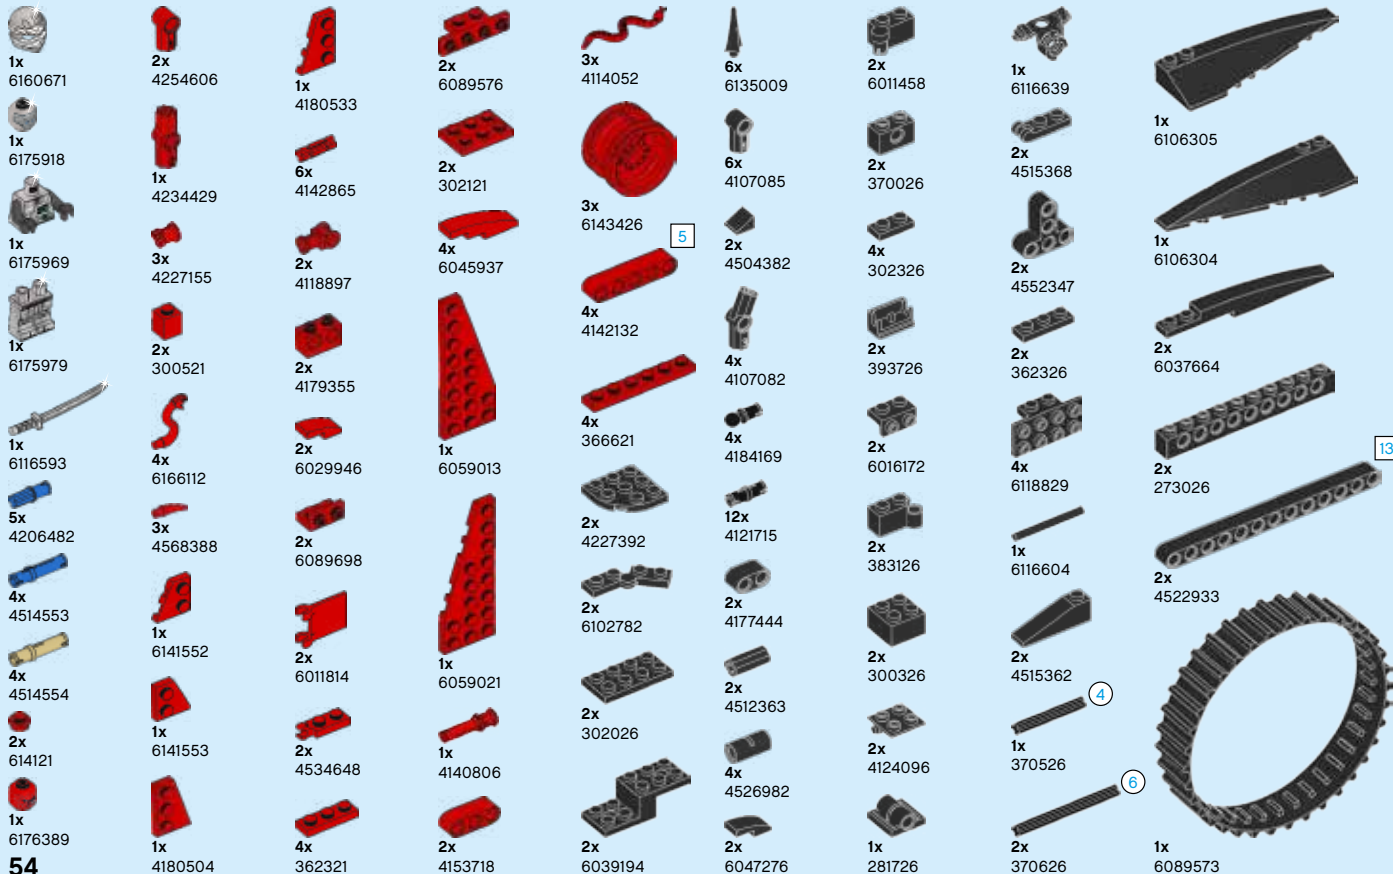 1x
6160671
1x
6175918
1x
6175969
1x
6175979
1x
6116593
5x
4206482
4x
4514553
4x
4514554
2x
614121
1x
6176389
54
2x
4254606
1x
4234429
3x
4227155
2x
300521
4x
6166112
3x
4568388
1x
6141552
1x
6141553
1x
4180504
1x
4180533
6x
4142865
2x
4118897
2x
4179355
2x
6029946
2x
6089698
2x
6011814
2x
4534648
4x
362321
2x
6089576
2x
302121
4x
6045937
1x
6059013
1x
6059021
1x
4140806
2x
4153718
3x
4114052
3x
6143426
5
4x
4142132
4x
366621
2x
4227392
2x
6102782
2x
302026
2x
6039194
6x
6135009
6x
4107085
2x
4504382
4x
4107082
4x
4184169
12x
4121715
2x
4177444
2x
4512363
4x
4526982
2x
6047276
2x
6011458
2x
370026
4x
302326
2x
393726
2x
6016172
2x
383126
2x
300326
2x
4124096
1x
281726
1x
6116639
2x
4515368
2x
4552347
2x
362326
4x
6118829
1x
6116604
2x
4515362
4
1x
370526
6
2x
370626
1x
6106305
1x
6106304
2x
6037664
2x
273026
13
2x
4522933
1x
6089573